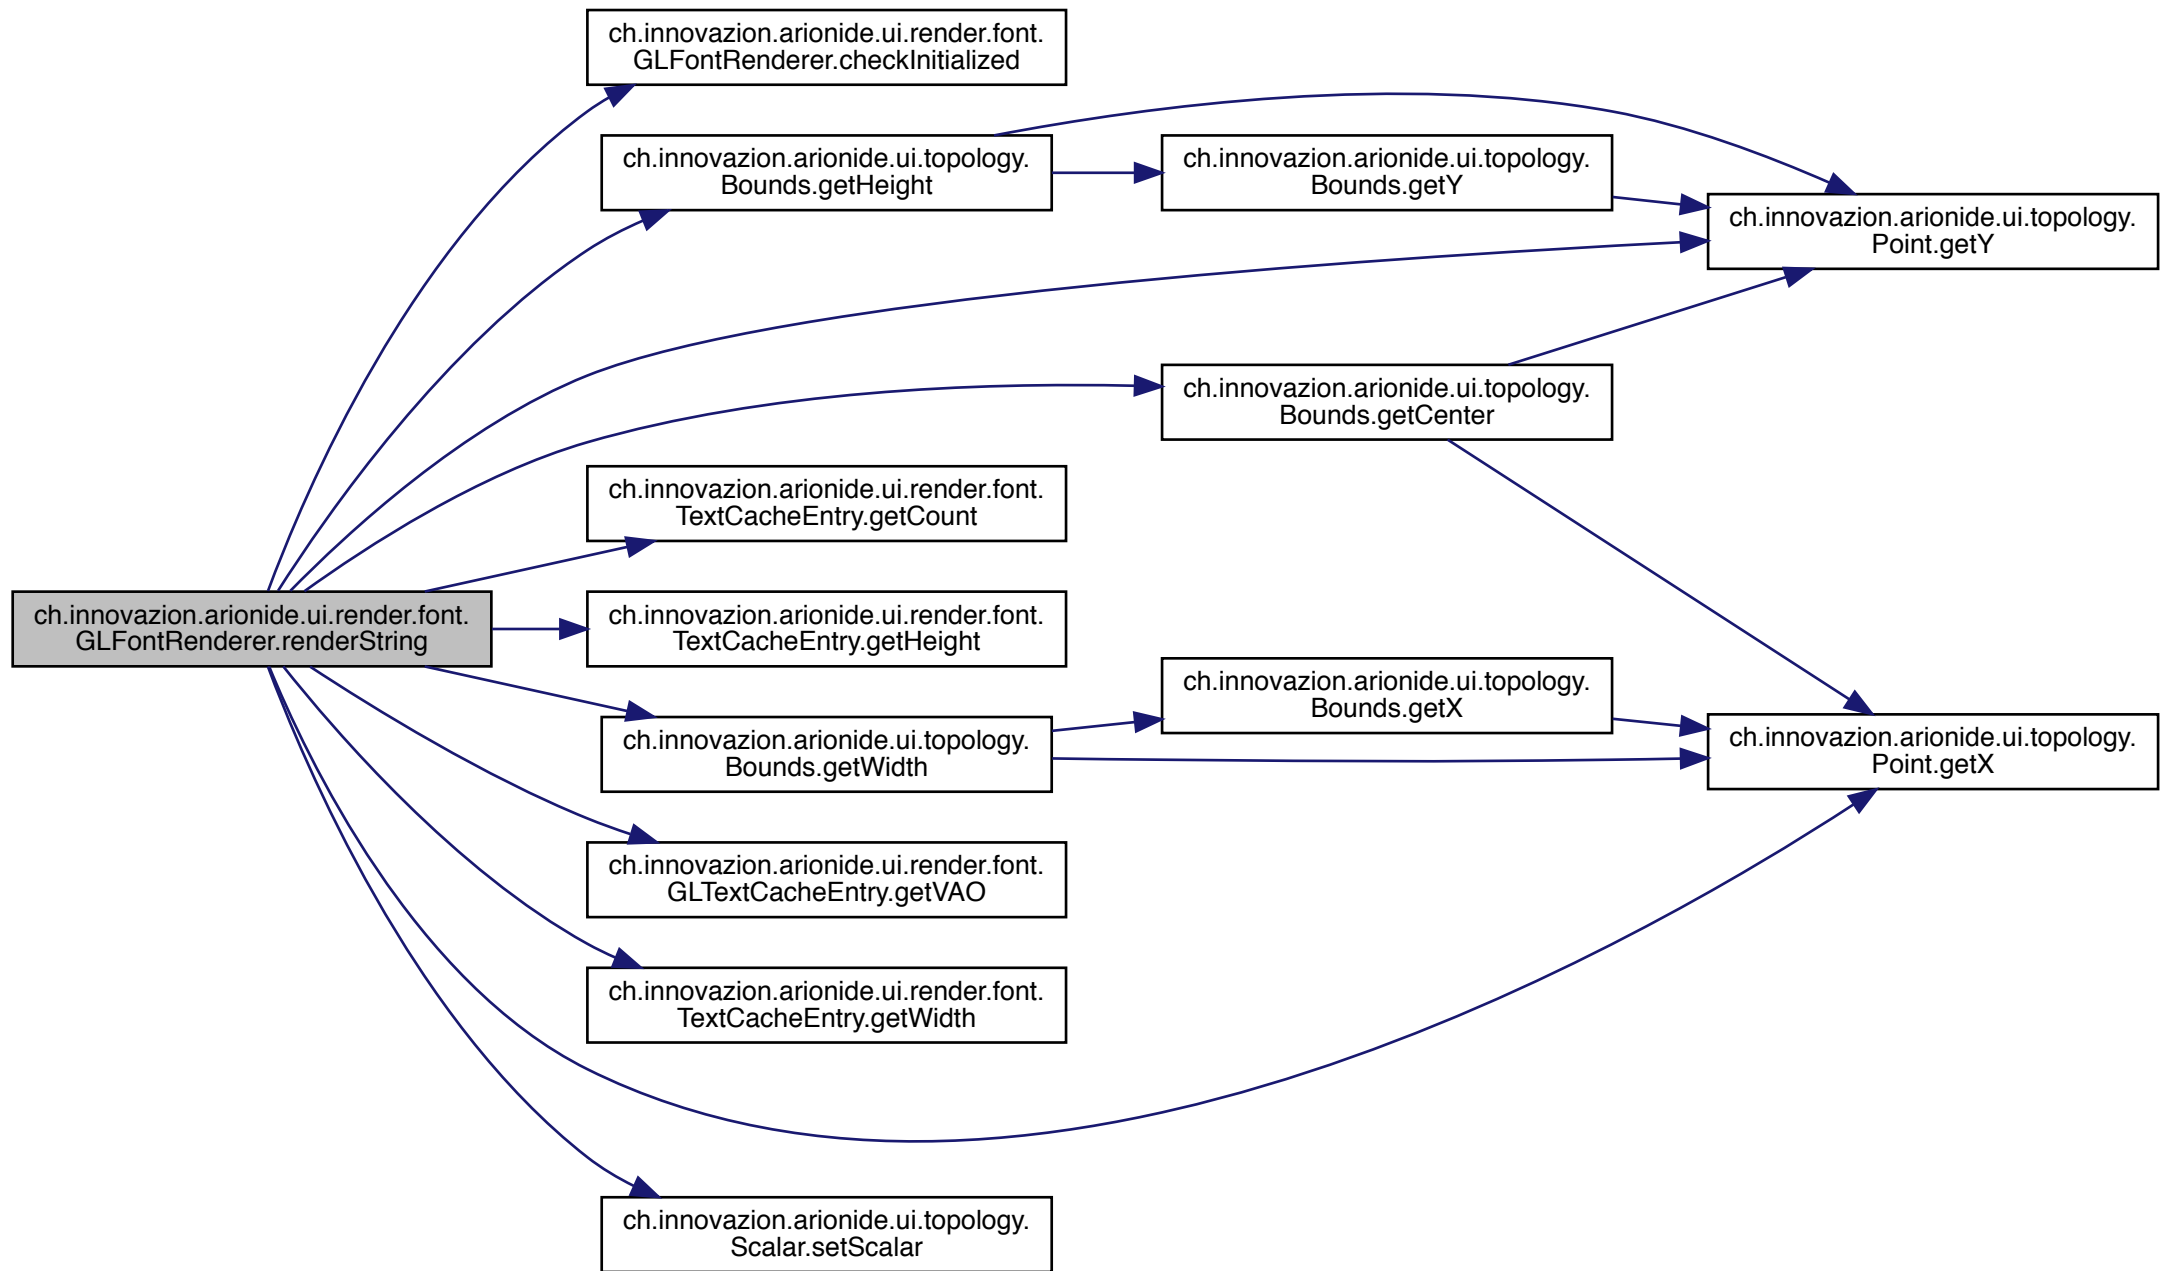 ch.innovazion.arionide.ui.render.font.
GLFontRenderer.checkInitialized
ch.innovazion.arionide.ui.topology.
Bounds.getHeight
ch.innovazion.arionide.ui.topology.
Bounds.getY
ch.innovazion.arionide.ui.topology.
Point.getY
ch.innovazion.arionide.ui.topology.
Bounds.getCenter
ch.innovazion.arionide.ui.render.font.
TextCacheEntry.getCount
ch.innovazion.arionide.ui.render.font.
GLFontRenderer.renderString
ch.innovazion.arionide.ui.render.font.
TextCacheEntry.getHeight
ch.innovazion.arionide.ui.topology.
Bounds.getX
ch.innovazion.arionide.ui.topology.
Bounds.getWidth
ch.innovazion.arionide.ui.topology.
Point.getX
ch.innovazion.arionide.ui.render.font.
GLTextCacheEntry.getVAO
ch.innovazion.arionide.ui.render.font.
TextCacheEntry.getWidth
ch.innovazion.arionide.ui.topology.
Scalar.setScalar